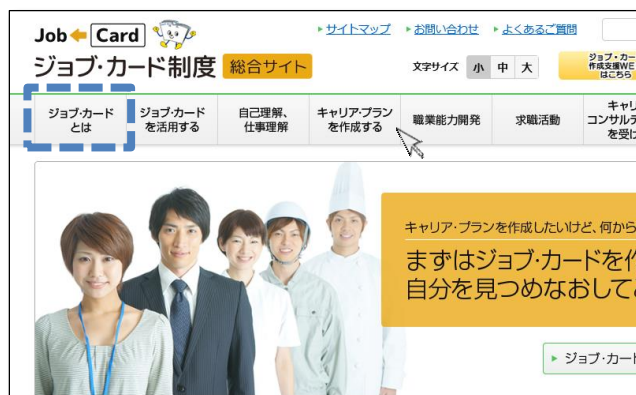 Job Card
サイトマップ お問い合わせ よくあるご質問
ジョブ・カード制度 総合サイト
文字サイズ 小 中 大
ジョブ・カー
作成支援WE
はこちら
ジョブ・カード
とは
ジョブ・カード
を活用する
自己理解、
仕事理解
キャリア・プラン
を作成する
職業能力開発
求職活動
キャリ
コンサルテ
を受け
キャリア・プランを作成したいけど、何から
まずはジョブ・カードを作
自分を見つめなおして
ジョブ・カード